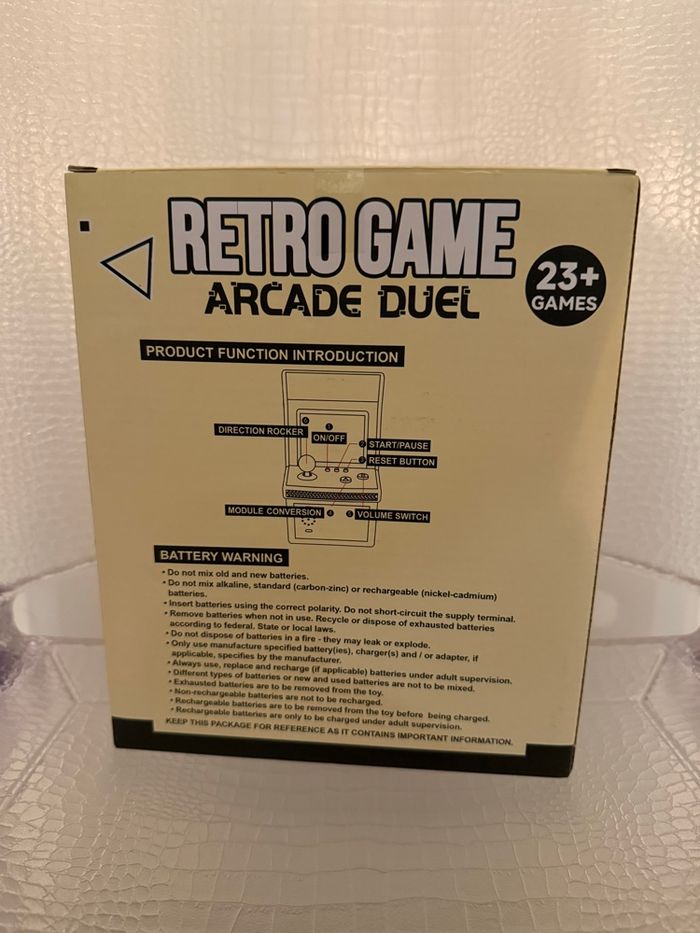 RETRO GAME
ARCADE DUEL
23+
GAMES
PRODUCT FUNCTION INTRODUCTION
6
1
DIRECTION ROCKER
ON/OFF
2 START/PAUSE
3 RESET BUTTON
MODULE CONVERSION 4
5 VOLUME SWITCH
BATTERY WARNING
• Do not mix old and new batteries.
• Do not mix alkaline, standard (carbon-zinc) or rechargeable (nickel-cadmium)
batteries.
• Insert batteries using the correct polarity. Do not short-circuit the supply terminal.
• Remove batteries when not in use. Recycle or dispose of exhausted batteries
according to federal. State or local laws.
• Do not dispose of batteries in a fire - they may leak or explode.
• Only use manufacture specified battery(ies), charger(s) and / or adapter, if
applicable, specifies by the manufacturer.
• Always use, replace and recharge (if applicable) batteries under adult supervision.
• Different types of batteries or new and used batteries are not to be mixed.
• Exhausted batteries are to be removed from the toy.
• Non-rechargeable batteries are not to be recharged.
• Rechargeable batteries are to be removed from the toy before being charged.
• Rechargeable batteries are only to be charged under adult supervision.
KEEP THIS PACKAGE FOR REFERENCE AS IT CONTAINS IMPORTANT INFORMATION.